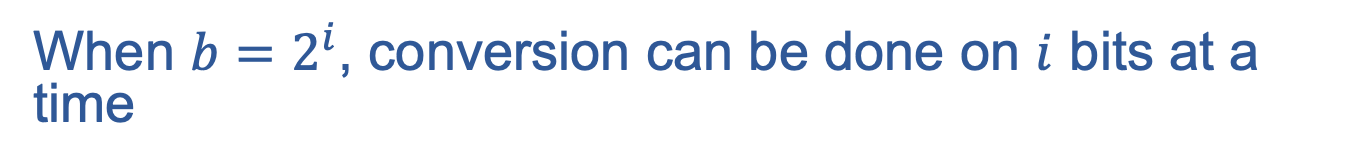 When b = 2^i, conversion can be done on i bits at a
time